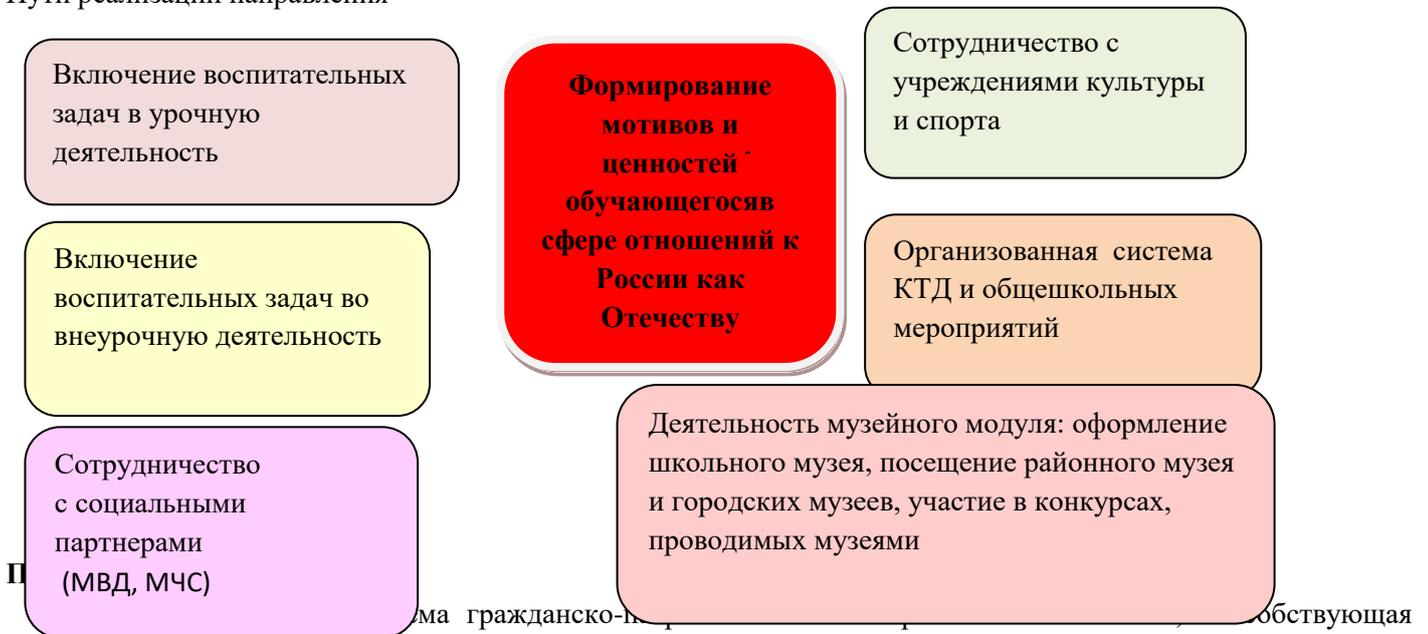 Пути реализации направления
Включение воспитательных
задач в урочную
деятельность
Включение
воспитательных задач во
внеурочную деятельность
Сотрудничество
с социальными
партнерами
(МВД, МЧС)
Формирование
мотивов и
ценностей -
обучающегосяв
сфере отношений к
России как
Отечеству
Сотрудничество с
учреждениями культуры
и спорта
Организованная система
КТД и общешкольных
мероприятий
Деятельность музейного модуля: оформление
школьного музея, посещение районного музея
и городских музеев, участие в конкурсах,
проводимых музеями
гражданско-